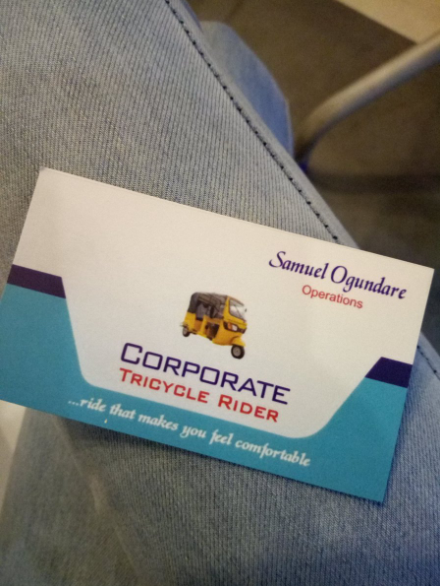 Samuel Ogundare
Operations
CORPORATE
TRICYCLE RIDER
...ride that makes you feel comfortable